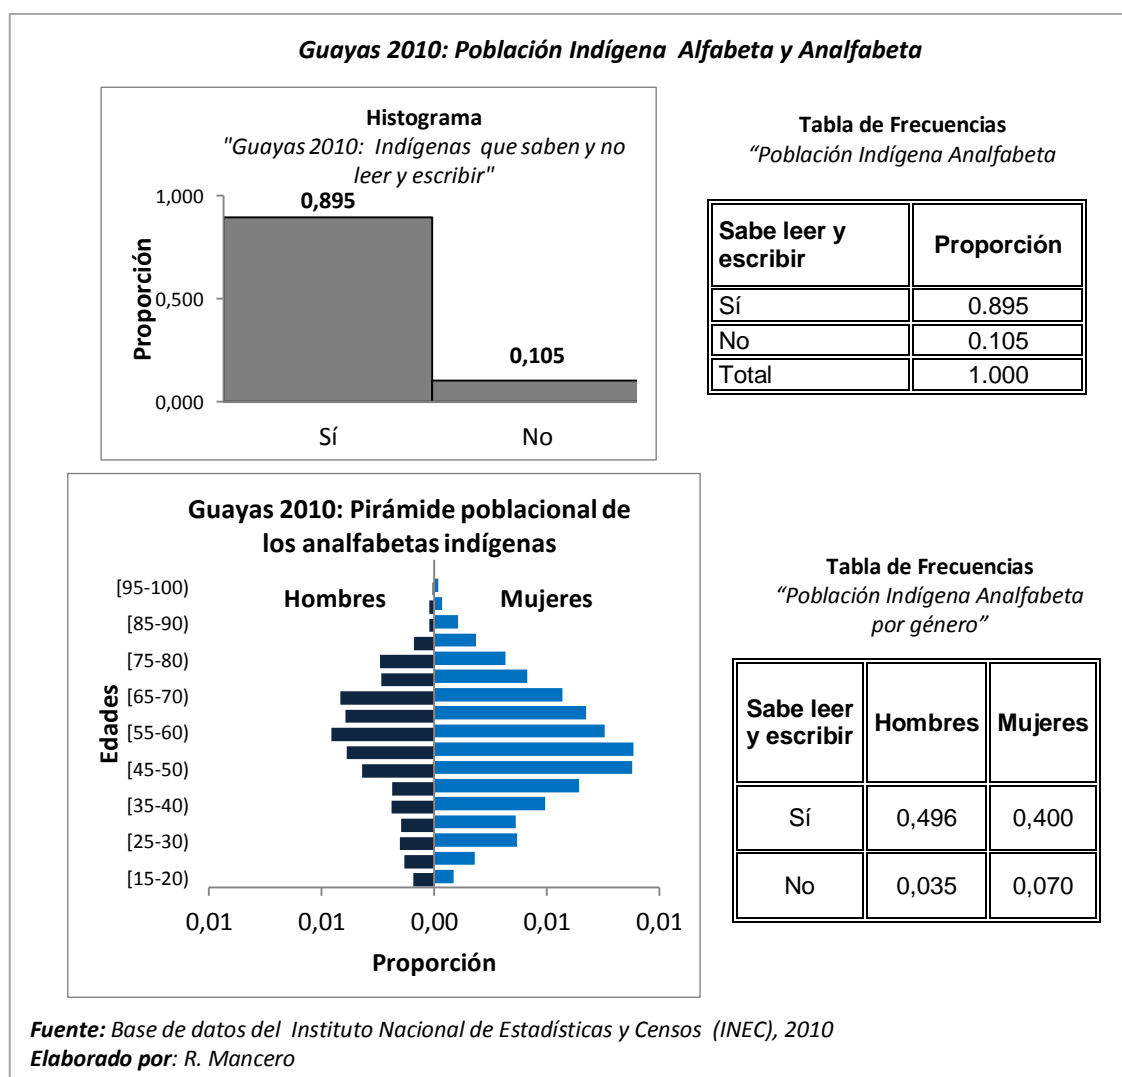 Guayas 2010: Población Indígena Alfabeta y Analfabeta
Histograma
"Guayas 2010: Indígenas que saben y no
leer y escribir"
1,000
0,895
Proporción
0,500
0,105
0,000
Sí
No
Tabla de Frecuencias
“Población Indígena Analfabeta
Sabe leer y
escribir
Proporción
Sí 0.895
No 0.105
Total 1.000
Guayas 2010: Pirámide poblacional de
los analfabetas indígenas
Hombres
Mujeres
Edades
[95-100)
[85-90)
[75-80)
[65-70)
[55-60)
[45-50)
[35-40)
[25-30)
[15-20)
0,01 0,01 0,00 0,01 0,01
Proporción
Tabla de Frecuencias
“Población Indígena Analfabeta
por género”
Sabe leer
y escribir
Hombres Mujeres
Sí 0,496 0,400
No 0,035 0,070
Fuente: Base de datos del Instituto Nacional de Estadísticas y Censos (INEC), 2010
Elaborado por: R. Mancero